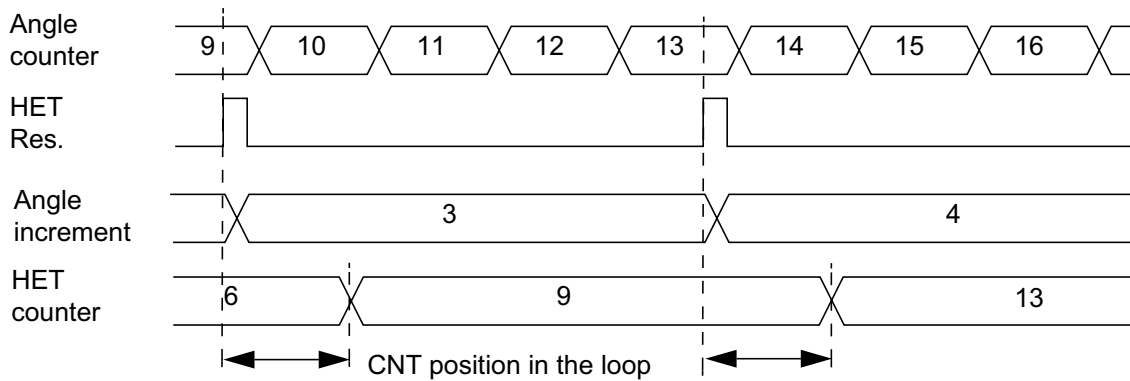 Angle
counter
9 10 11 12 13 14 15 16
HET
Res.
Angle
increment
3 4
HET
counter
6 9 13
CNT position in the loop